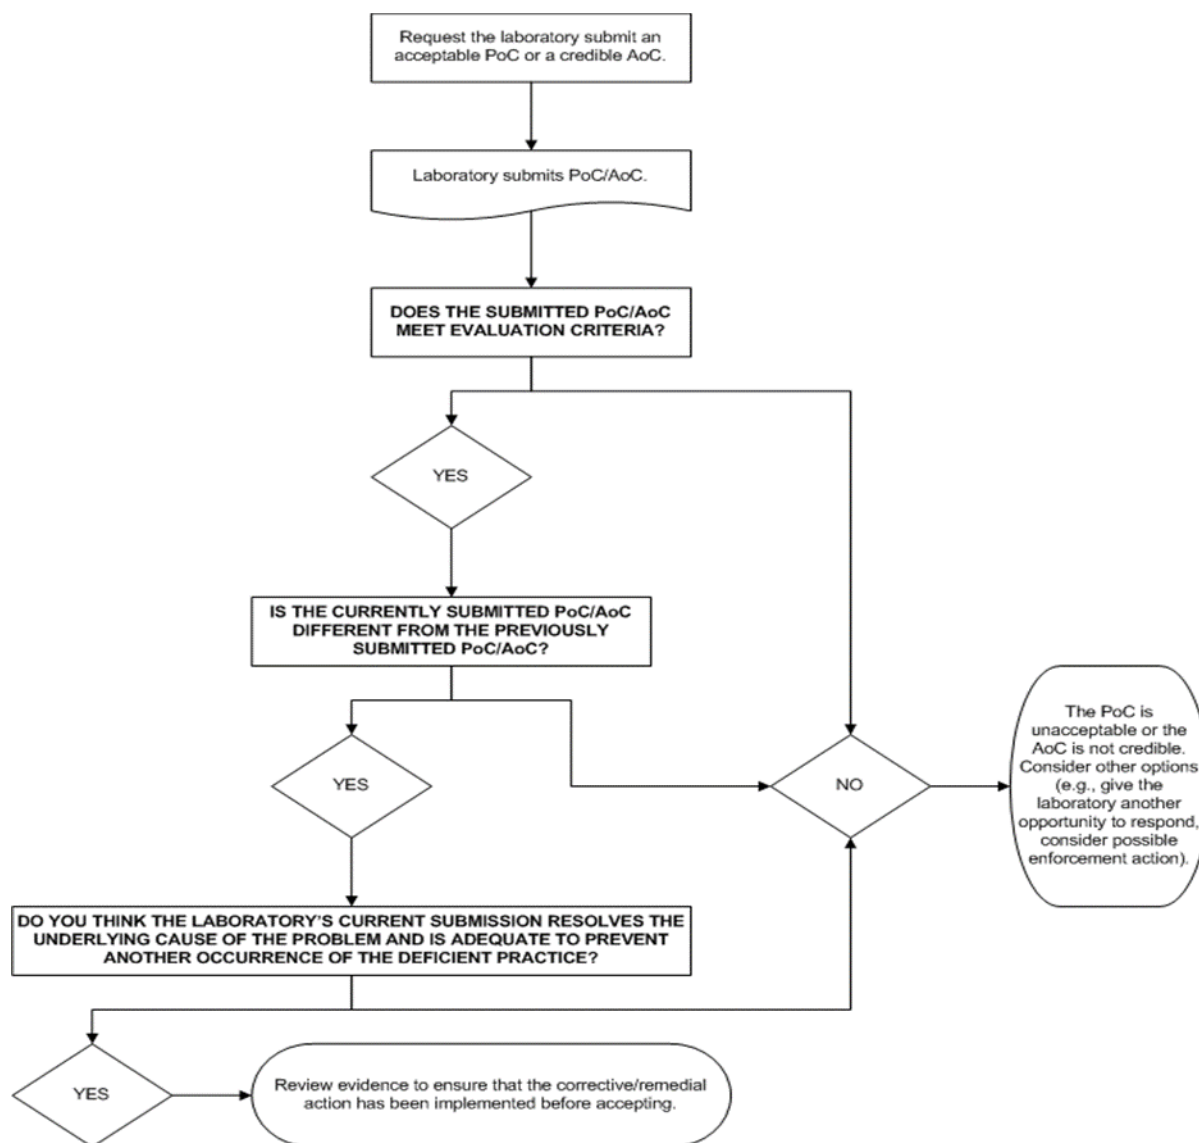 Request the laboratory submit an
acceptable PoC or a credible AoC.
Laboratory submits PoC/AoC.
DOES THE SUBMITTED PoC/AoC
MEET EVALUATION CRITERIA?
YES
IS THE CURRENTLY SUBMITTED PoC/AoC
DIFFERENT FROM THE PREVIOUSLY
SUBMITTED PoC/AoC?
YES
NO
The PoC is
unacceptable or the
AoC is not credible.
Consider other options
(e.g., give the
laboratory another
opportunity to respond,
consider possible
enforcement action).
DO YOU THINK THE LABORATORY'S CURRENT SUBMISSION RESOLVES THE
UNDERLYING CAUSE OF THE PROBLEM AND IS ADEQUATE TO PREVENT
ANOTHER OCCURRENCE OF THE DEFICIENT PRACTICE?
YES
Review evidence to ensure that the corrective/remedial
action has been implemented before accepting.